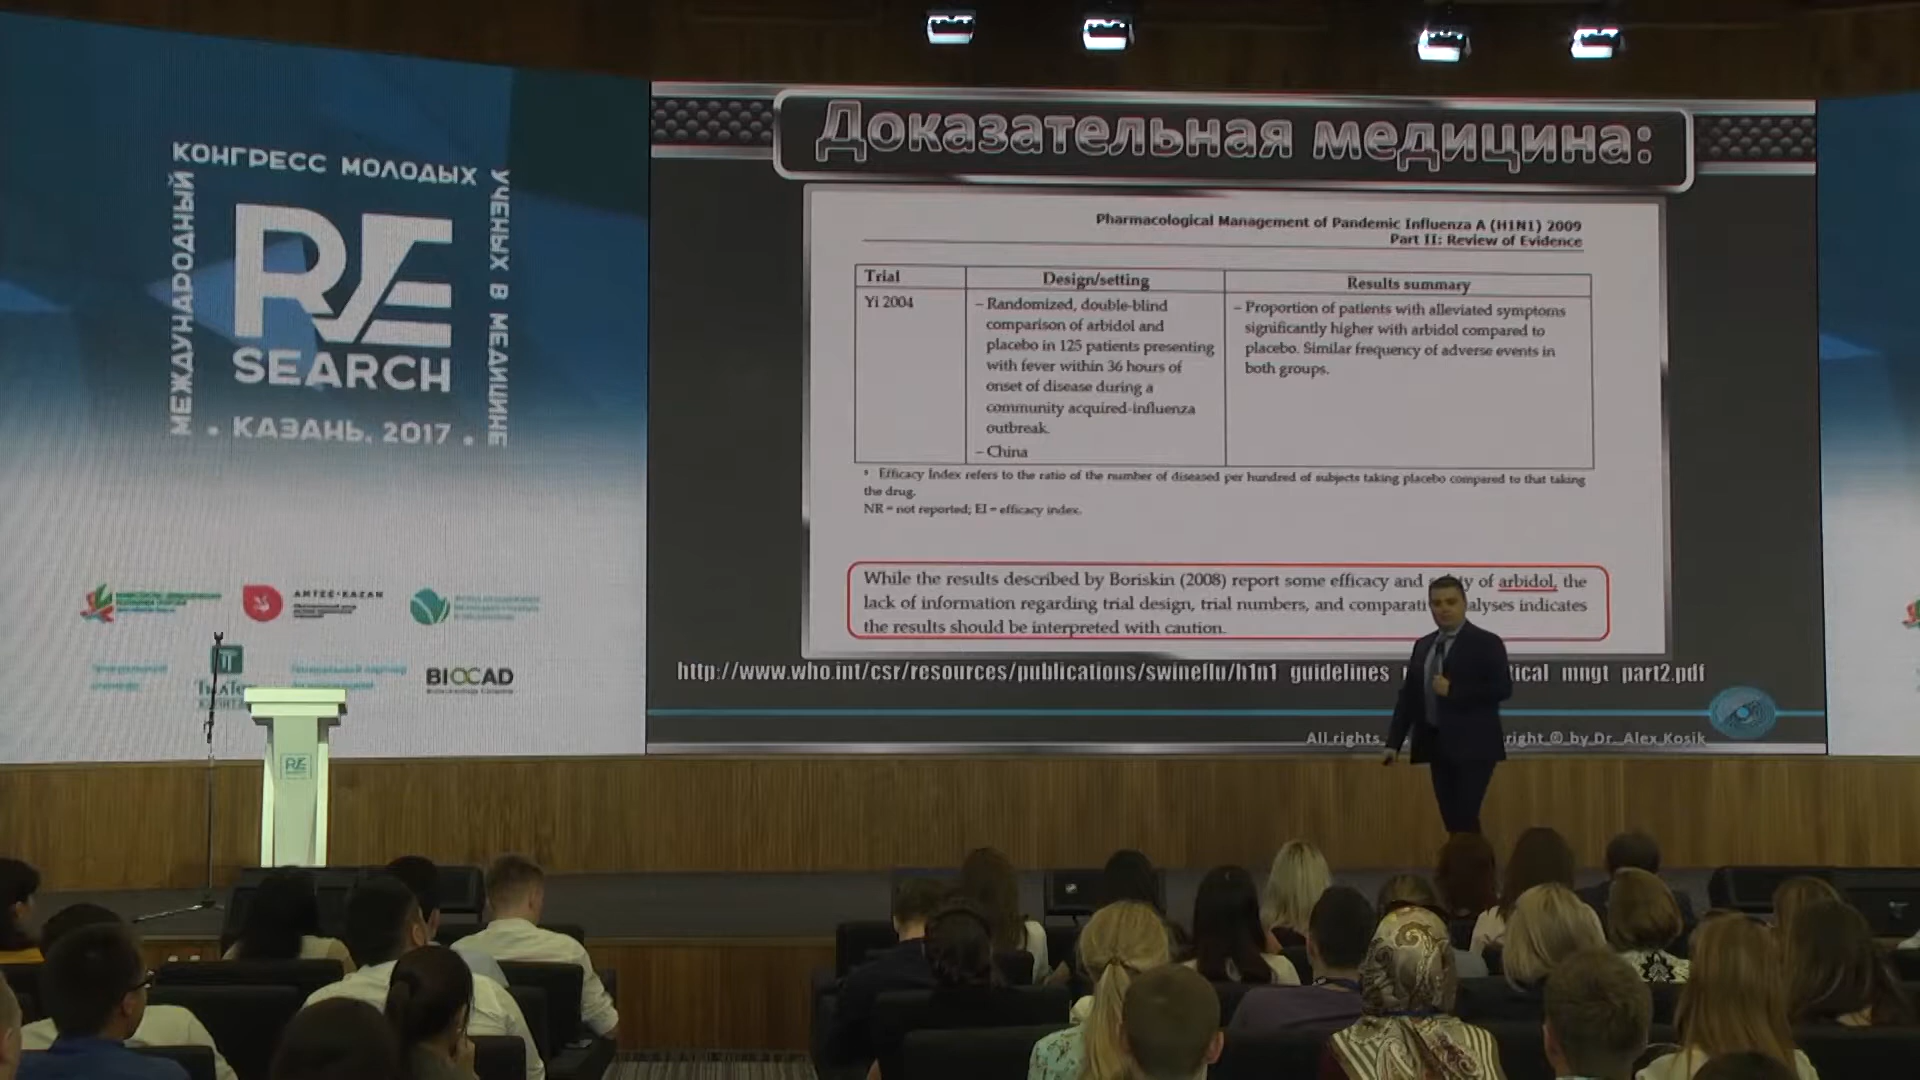 МЕЖДУНАРОДНЫЙ
КОНГРЕСС МОЛОДЫХ
УЧЕНЫХ В МЕДИЦИНЕ
RE
SEARCH
. КАЗАНЬ, 2017 .
АМТЕС-KAZAN
BIOCAD
Biotechnology Company
RE
Доказательная медицина:
Pharmacological Management of Pandemic Influenza A (H1N1) 2009
Part II: Review of Evidence
Trial
Design/setting
Results summary
Yi 2004
– Randomized, double-blind
comparison of arbidol and
placebo in 125 patients presenting
with fever within 36 hours of
onset of disease during a
community acquired-influenza
outbreak.
– China
– Proportion of patients with alleviated symptoms
significantly higher with arbidol compared to
placebo. Similar frequency of adverse events in
both groups.
Efficacy Index refers to the ratio of the number of diseased per hundred of subjects taking placebo compared to that taking
the drug.
NR = not reported; EI = efficacy index.
While the results described by Boriskin (2008) report some efficacy and of arbidol, the
lack of information regarding trial design, trial numbers, and indicates
the results should be interpreted with caution.
http://www.who.int/csr/resources/publications/swineflu/h1n1_guidelines tical_mngt_part2.pdf
All rights right © by Dr. Alex Kosik